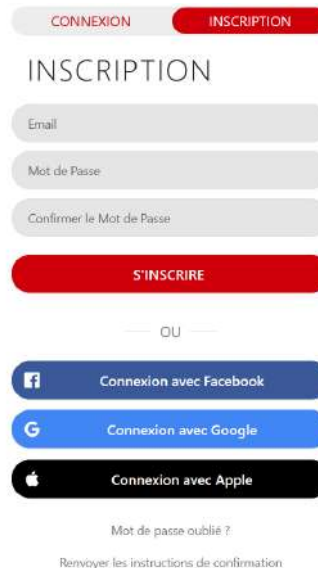 CONNEXION
INSCRIPTION
INSCRIPTION
Email
Mot de Passe
Confirmer le Mot de Passe
S'INSCRIRE
OU
Connexion avec Facebook
Connexion avec Google
Connexion avec Apple
Mot de passe oublié ?
Renvoyer les instructions de confirmation